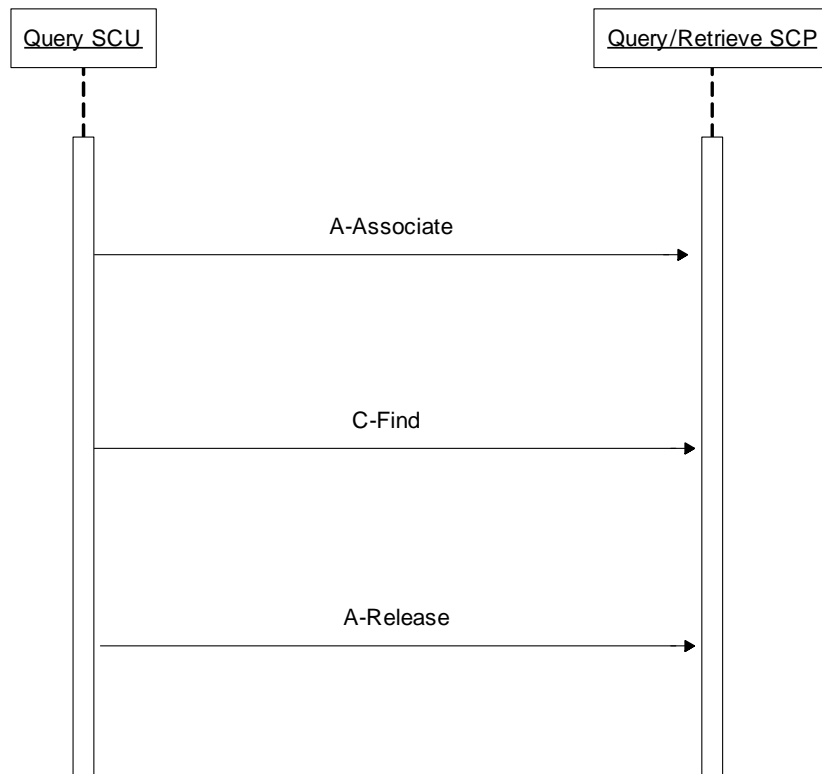 Query SCU
Query/Retrieve SCP
A-Associate
C-Find
A-Release